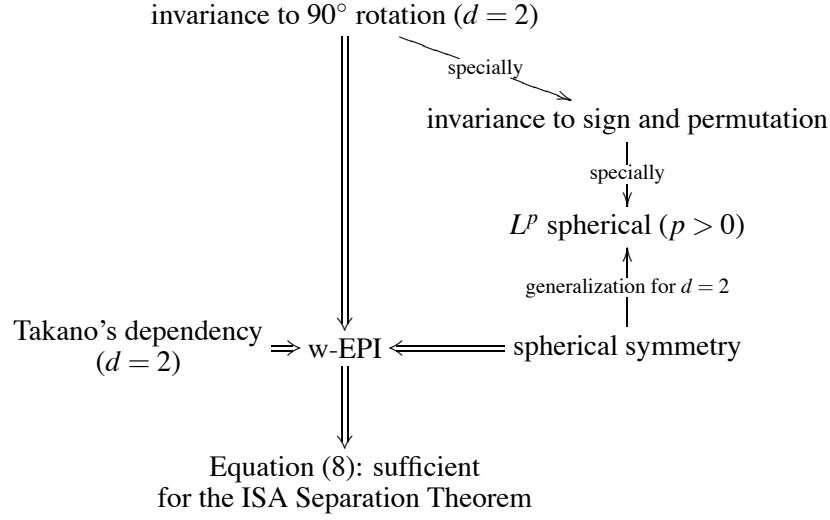 invariance to 90° rotation (d = 2)
specially
invariance to sign and permutation
specially
L^p spherical (p > 0)
generalization for d = 2
Takano's dependency
(d = 2)
w-EPI
spherical symmetry
Equation (8): sufficient
for the ISA Separation Theorem